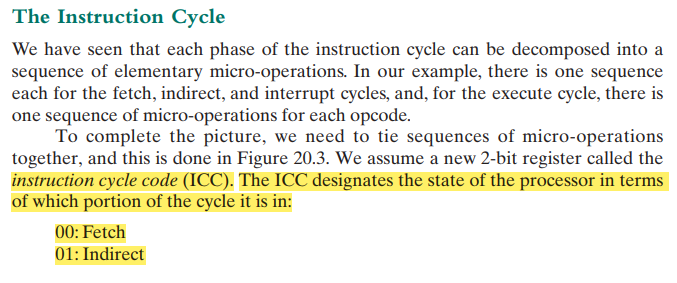 The Instruction Cycle
We have seen that each phase of the instruction cycle can be decomposed into a
sequence of elementary micro-operations. In our example, there is one sequence
each for the fetch, indirect, and interrupt cycles, and, for the execute cycle, there is
one sequence of micro-operations for each opcode.
To complete the picture, we need to tie sequences of micro-operations
together, and this is done in Figure 20.3. We assume a new 2-bit register called the
instruction cycle code (ICC). The ICC designates the state of the processor in terms
of which portion of the cycle it is in:
00: Fetch
01: Indirect